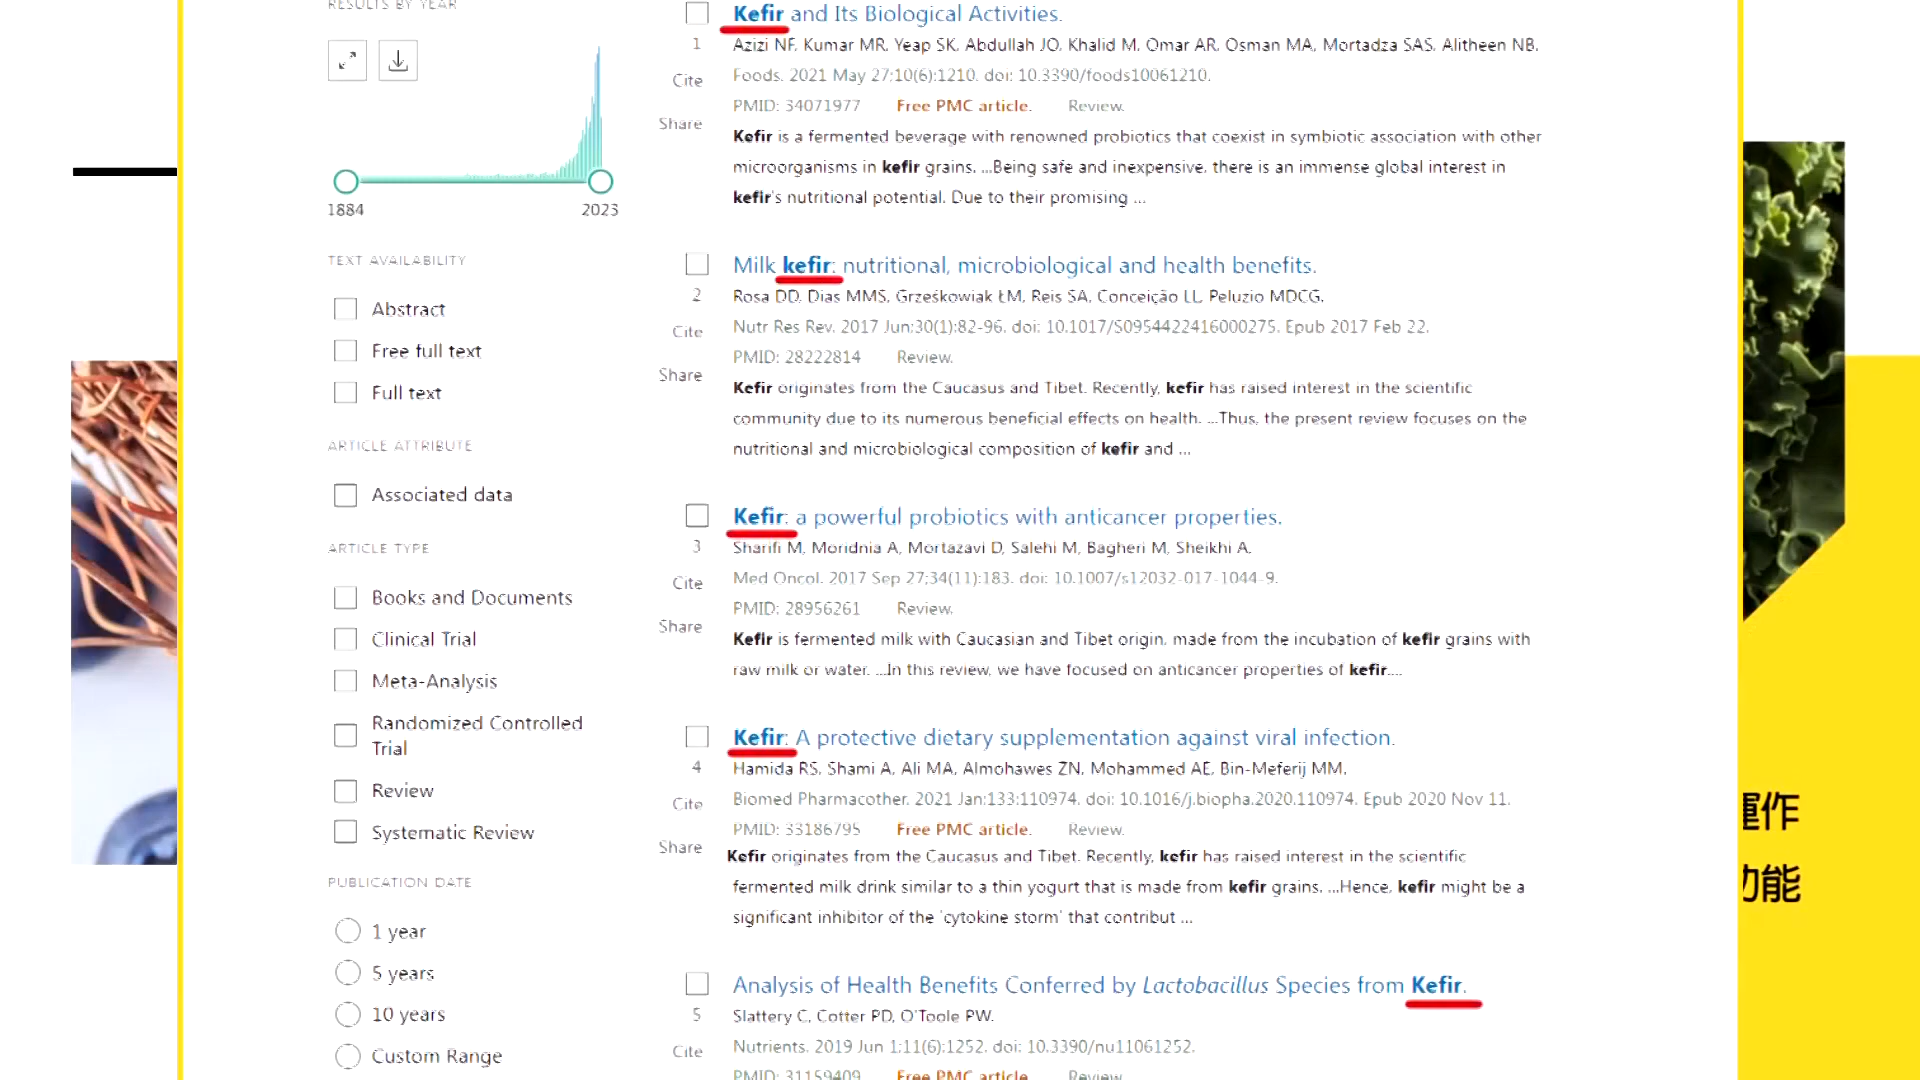 RESULTS BY YEAR
1884
2023
TEXT AVAILABILITY
Abstract
Free full text
Full text
ARTICLE ATTRIBUTE
Associated data
ARTICLE TYPE
Books and Documents
Clinical Trial
Meta-Analysis
Randomized Controlled
Trial
Review
Systematic Review
PUBLICATION DATE
1 year
5 years
10 years
Custom Range
Kefir and Its Biological Activities.
1
Azizi NF, Kumar MR, Yeap SK, Abdullah JO, Khalid M, Omar AR, Osman MA, Mortadza SAS, Alitheen NB.
Cite
Foods. 2021 May 27;10(6):1210. doi: 10.3390/foods10061210.
PMID: 34071977 Free PMC article. Review.
Share
Kefir is a fermented beverage with renowned probiotics that coexist in symbiotic association with other
microorganisms in kefir grains. ...Being safe and inexpensive, there is an immense global interest in
kefir's nutritional potential. Due to their promising ...
Milk kefir: nutritional, microbiological and health benefits.
2
Rosa DD, Dias MMS, Grześkowiak ŁM, Reis SA, Conceição LL, Peluzio MDCG.
Cite
Nutr Res Rev. 2017 Jun;30(1):82-96. doi: 10.1017/S0954422416000275. Epub 2017 Feb 22.
PMID: 28222814 Review.
Share
Kefir originates from the Caucasus and Tibet. Recently, kefir has raised interest in the scientific
community due to its numerous beneficial effects on health. ...Thus, the present review focuses on the
nutritional and microbiological composition of kefir and ...
Kefir: a powerful probiotics with anticancer properties.
3
Sharifi M, Moridnia A, Mortazavi D, Salehi M, Bagheri M, Sheikhi A.
Cite
Med Oncol. 2017 Sep 27;34(11):183. doi: 10.1007/s12032-017-1044-9.
PMID: 28956261 Review.
Share
Kefir is fermented milk with Caucasian and Tibet origin, made from the incubation of kefir grains with
raw milk or water. ...In this review, we have focused on anticancer properties of kefir....
Kefir: A protective dietary supplementation against viral infection.
4
Hamida RS, Shami A, Ali MA, Almohawes ZN, Mohammed AE, Bin-Meferij MM.
Cite
Biomed Pharmacother. 2021 Jan;133:110974. doi: 10.1016/j.biopha.2020.110974. Epub 2020 Nov 11.
PMID: 33186795 Free PMC article. Review.
Share
Kefir originates from the Caucasus and Tibet. Recently, kefir has raised interest in the scientific
fermented milk drink similar to a thin yogurt that is made from kefir grains. ...Hence, kefir might be a
significant inhibitor of the 'cytokine storm' that contribut ...
Analysis of Health Benefits Conferred by Lactobacillus Species from Kefir.
5
Slattery C, Cotter PD, O'Toole PW.
Cite
Nutrients. 2019 Jun 1;11(6):1252. doi: 10.3390/nu11061252.
PMID: 31159409 Free PMC article. Review.
運作
功能